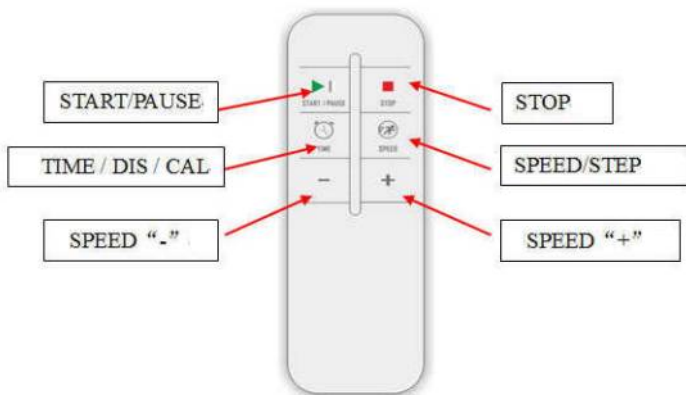 START/PAUSE
STOP
START / PAUSE
STOP
TIME / DIS / CAL
TIME
SPEED
SPEED/STEP
−
+
SPEED “-”
SPEED “+”